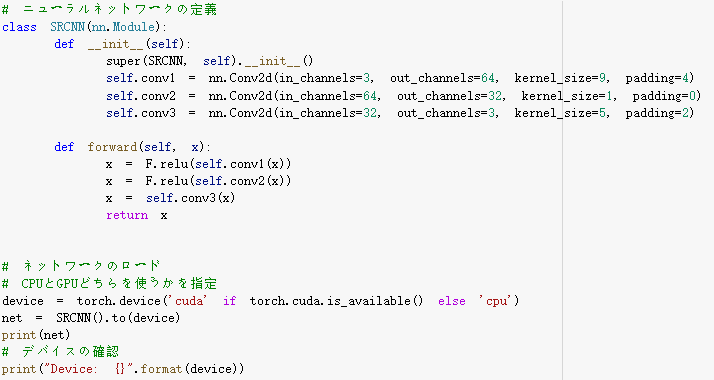 # ニューラルネットワークの定義
class SRCNN(nn.Module):
    def __init__(self):
        super(SRCNN, self).__init__()
        self.conv1 = nn.Conv2d(in_channels=3, out_channels=64, kernel_size=9, padding=4)
        self.conv2 = nn.Conv2d(in_channels=64, out_channels=32, kernel_size=1, padding=0)
        self.conv3 = nn.Conv2d(in_channels=32, out_channels=3, kernel_size=5, padding=2)

    def forward(self, x):
        x = F.relu(self.conv1(x))
        x = F.relu(self.conv2(x))
        x = self.conv3(x)
        return x

# ネットワークのロード
# CPUとGPUどちらを使うかを指定
device = torch.device('cuda' if torch.cuda.is_available() else 'cpu')
net = SRCNN().to(device)
print(net)
# デバイスの確認
print("Device: {}".format(device))